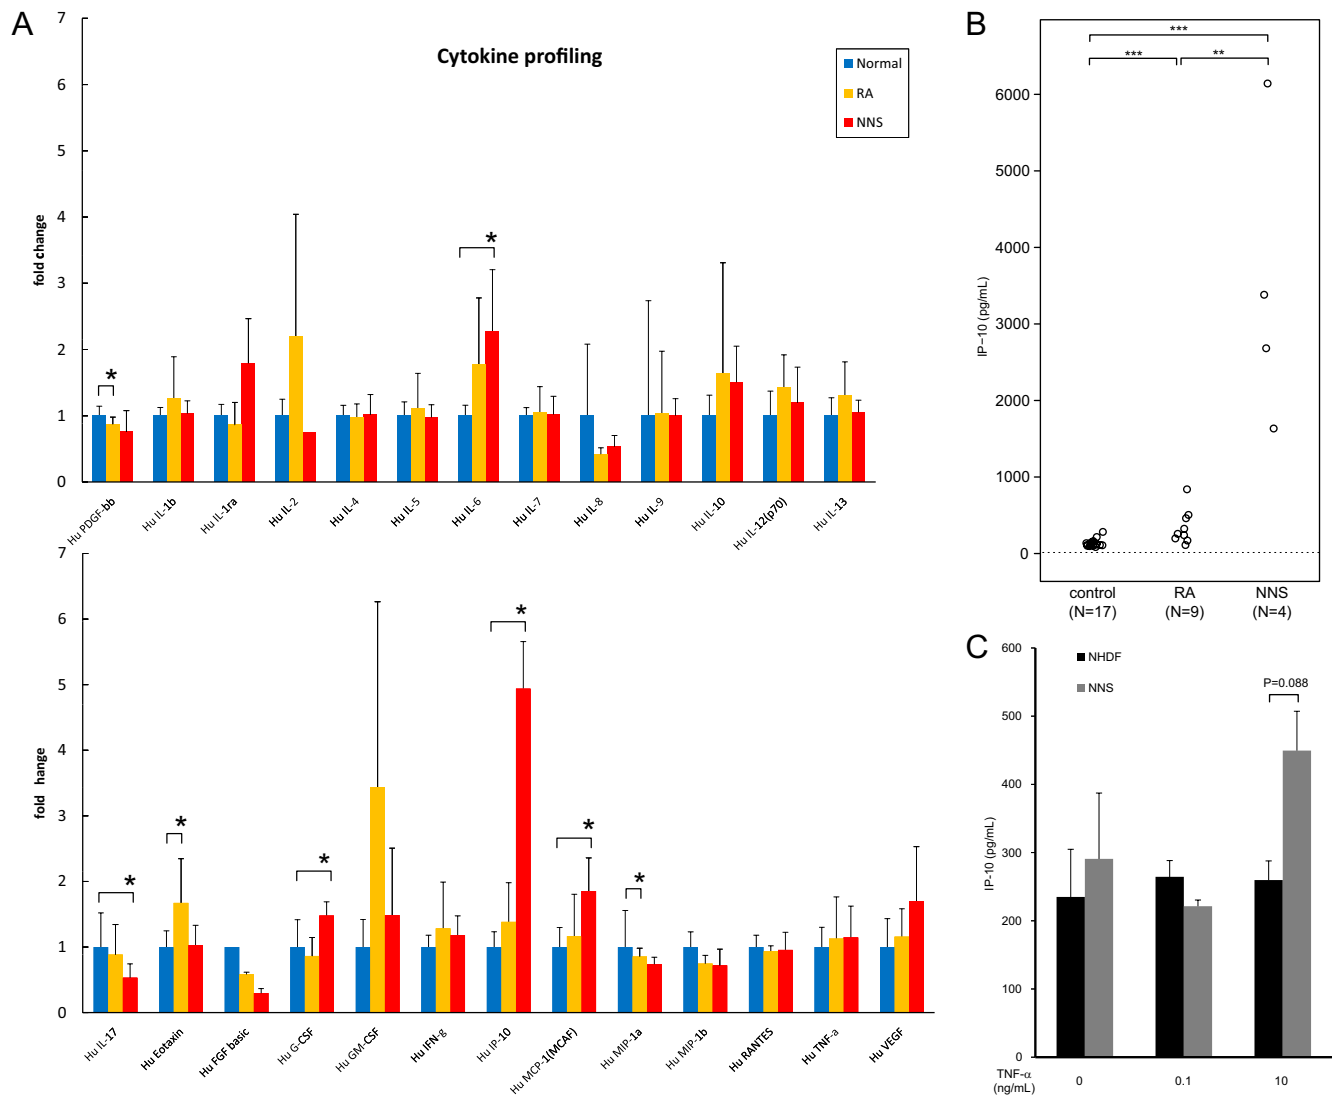 A
Cytokine profiling
Normal
RA
NNS
fold change
7
6
5
4
3
2
1
0
*
*
Hu PDGF-bb
Hu IL-1b
Hu IL-1ra
Hu IL-2
Hu IL-4
Hu IL-5
Hu IL-6
Hu IL-7
Hu IL-8
Hu IL-9
Hu IL-10
Hu IL-12(p70)
Hu IL-13
fold hange
7
6
5
4
3
2
1
0
*
*
*
*
*
*
Hu IL-17
Hu Eotaxin
Hu FGF basic
Hu G-CSF
Hu GM-CSF
Hu IFN-g
Hu IP-10
Hu MCP-1(MCAF)
Hu MIP-1a
Hu MIP-1b
Hu RANTES
Hu TNF-a
Hu VEGF
B
***
***
**
IP-10 (pg/mL)
6000
5000
4000
3000
2000
1000
0
control
(N=17)
RA
(N=9)
NNS
(N=4)
C
NHDF
NNS
P=0.088
IP-10 (pg/mL)
600
500
400
300
200
100
0
TNF-α
(ng/mL)
0
0.1
10